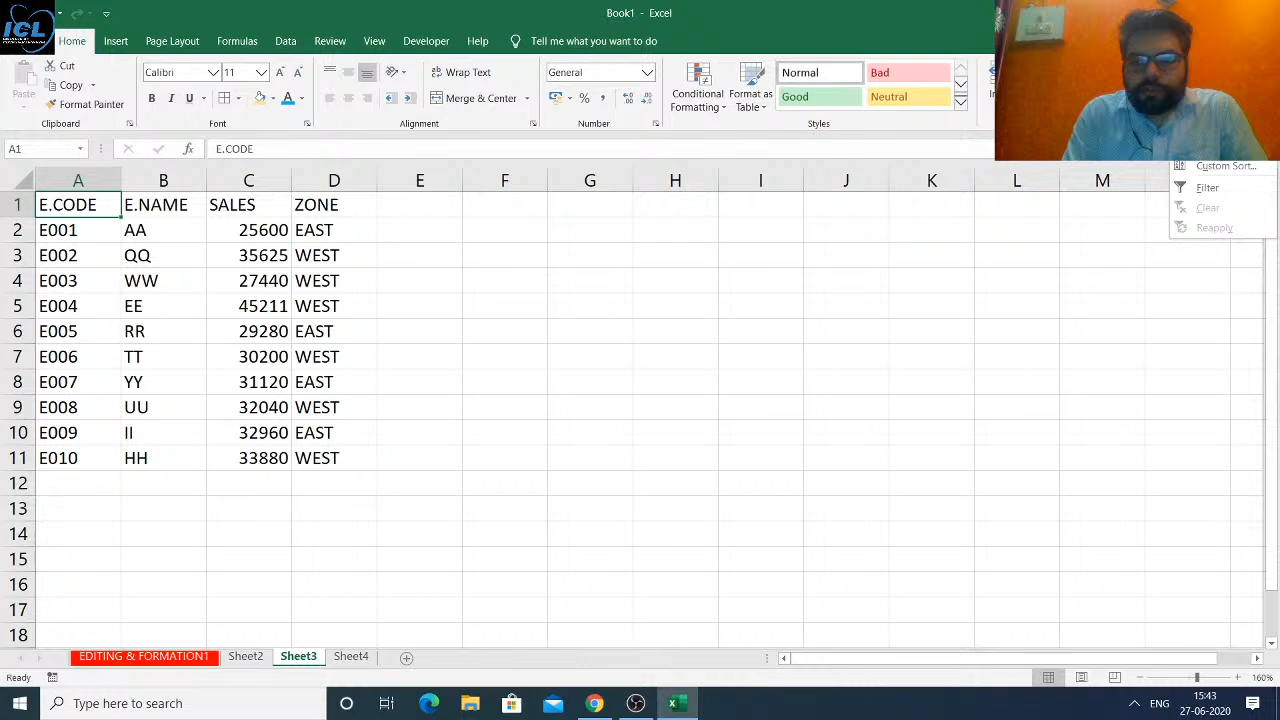 ICL
Book1 - Excel
Home Insert Page Layout Formulas Data Review View Developer Help Tell me what you want to do
Cut
Copy
Format Painter
Clipboard
Calibri 11
B I U
Font
Wrap Text
Merge & Center
Alignment
General
Number
Conditional Formatting
Format as Table
Normal Bad
Good Neutral
Styles
Custom Sort...
Filter
Clear
Reapply
A1 fx E.CODE
A B C D E F G H I J K L M
1 E.CODE E.NAME SALES ZONE
2 E001 AA 25600 EAST
3 E002 QQ 35625 WEST
4 E003 WW 27440 WEST
5 E004 EE 45211 WEST
6 E005 RR 29280 EAST
7 E006 TT 30200 WEST
8 E007 YY 31120 EAST
9 E008 UU 32040 WEST
10 E009 II 32960 EAST
11 E010 HH 33880 WEST
12
13
14
15
16
17
18
EDITING & FORMATION1 Sheet2 Sheet3 Sheet4
Ready 160%
Type here to search
ENG
15:43
27-06-2020